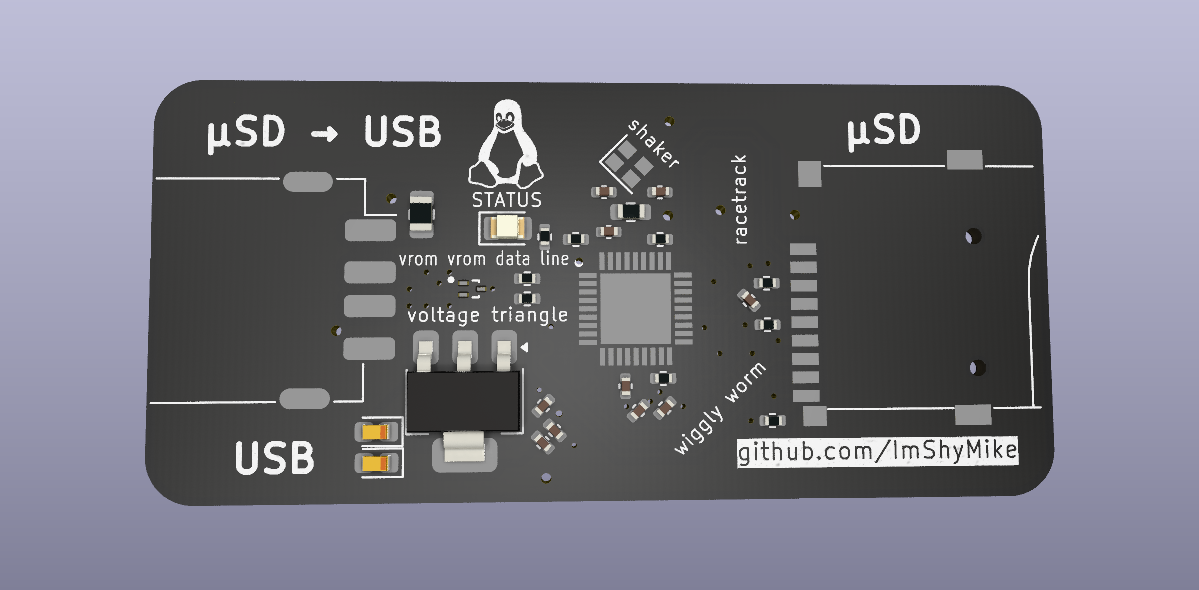 μSD → USB
μSD
shaker
racetrack
STATUS
vrom vrom data line
voltage triangle
wiggly worm
USB
github.com/ImShyMike